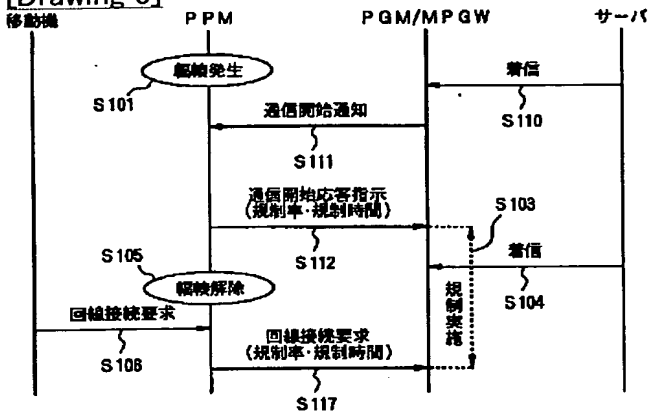 移動機
PPM
PGM/MPGW
サーバ
輻輳発生
S101
着信
S110
通信開始通知
S111
通信開始応答指示
(規制率・規制時間)
S112
S103
S105
輻輳解除
着信
S104
規制実施
回線接続要求
S106
回線接続要求
(規制率・規制時間)
S117